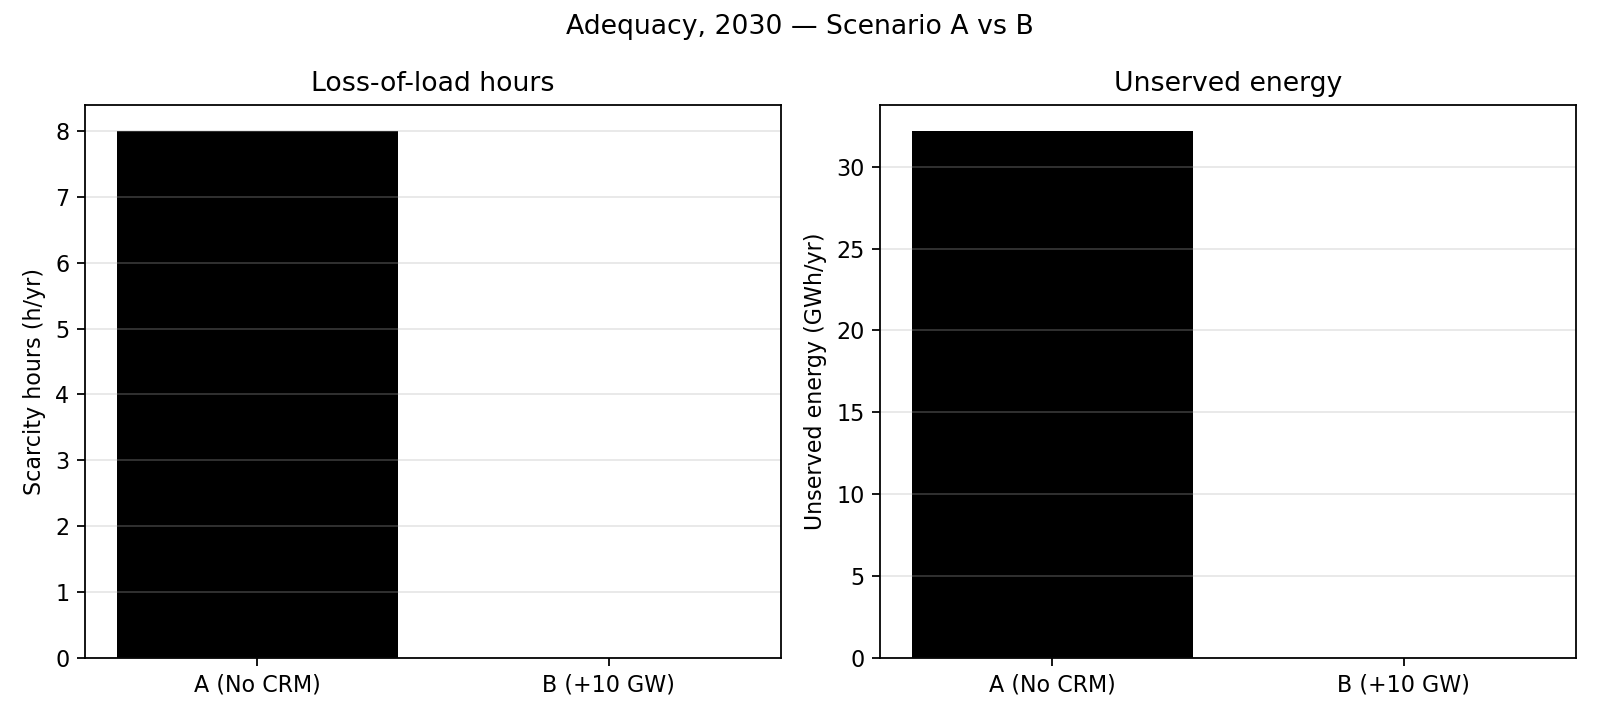 Adequacy, 2030 — Scenario A vs B
Loss-of-load hours
Scarcity hours (h/yr)
8
7
6
5
4
3
2
1
0
A (No CRM)
B (+10 GW)
Unserved energy
Unserved energy (GWh/yr)
30
25
20
15
10
5
0
A (No CRM)
B (+10 GW)